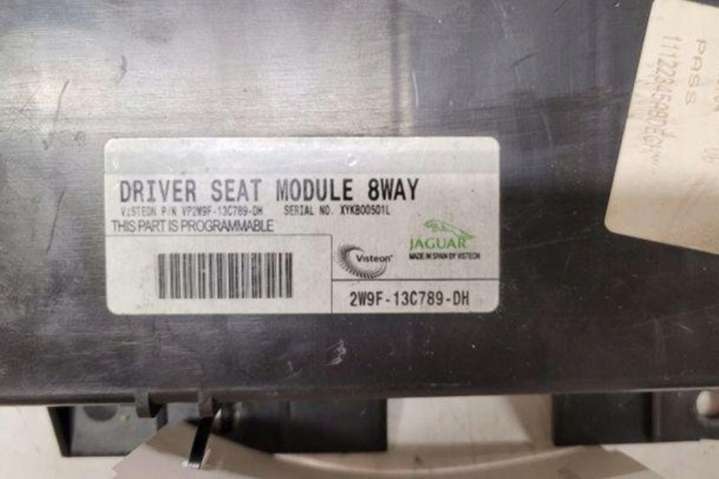 DRIVER SEAT MODULE 8WAY
VISTEON P/N VP2W9F-13C789-DH SERIAL NO. XYKB00501L
THIS PART IS PROGRAMMABLE
Visteon
JAGUAR
MADE IN SPAIN BY VISTEON
2W9F-13C789-DH
PASS